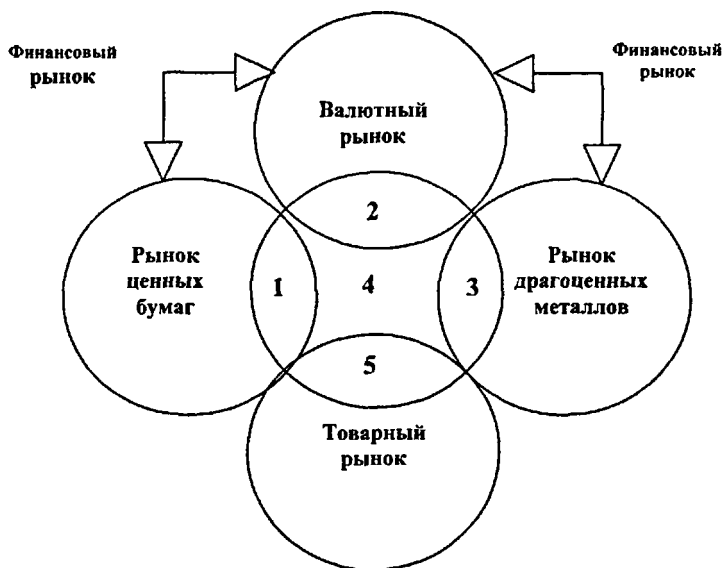 Финансовый
рынок
Финансовый
рынок
Валютный
рынок
2
Рынок
ценных
бумаг
1
4
3
Рынок
драгоценных
металлов
5
Товарный
рынок